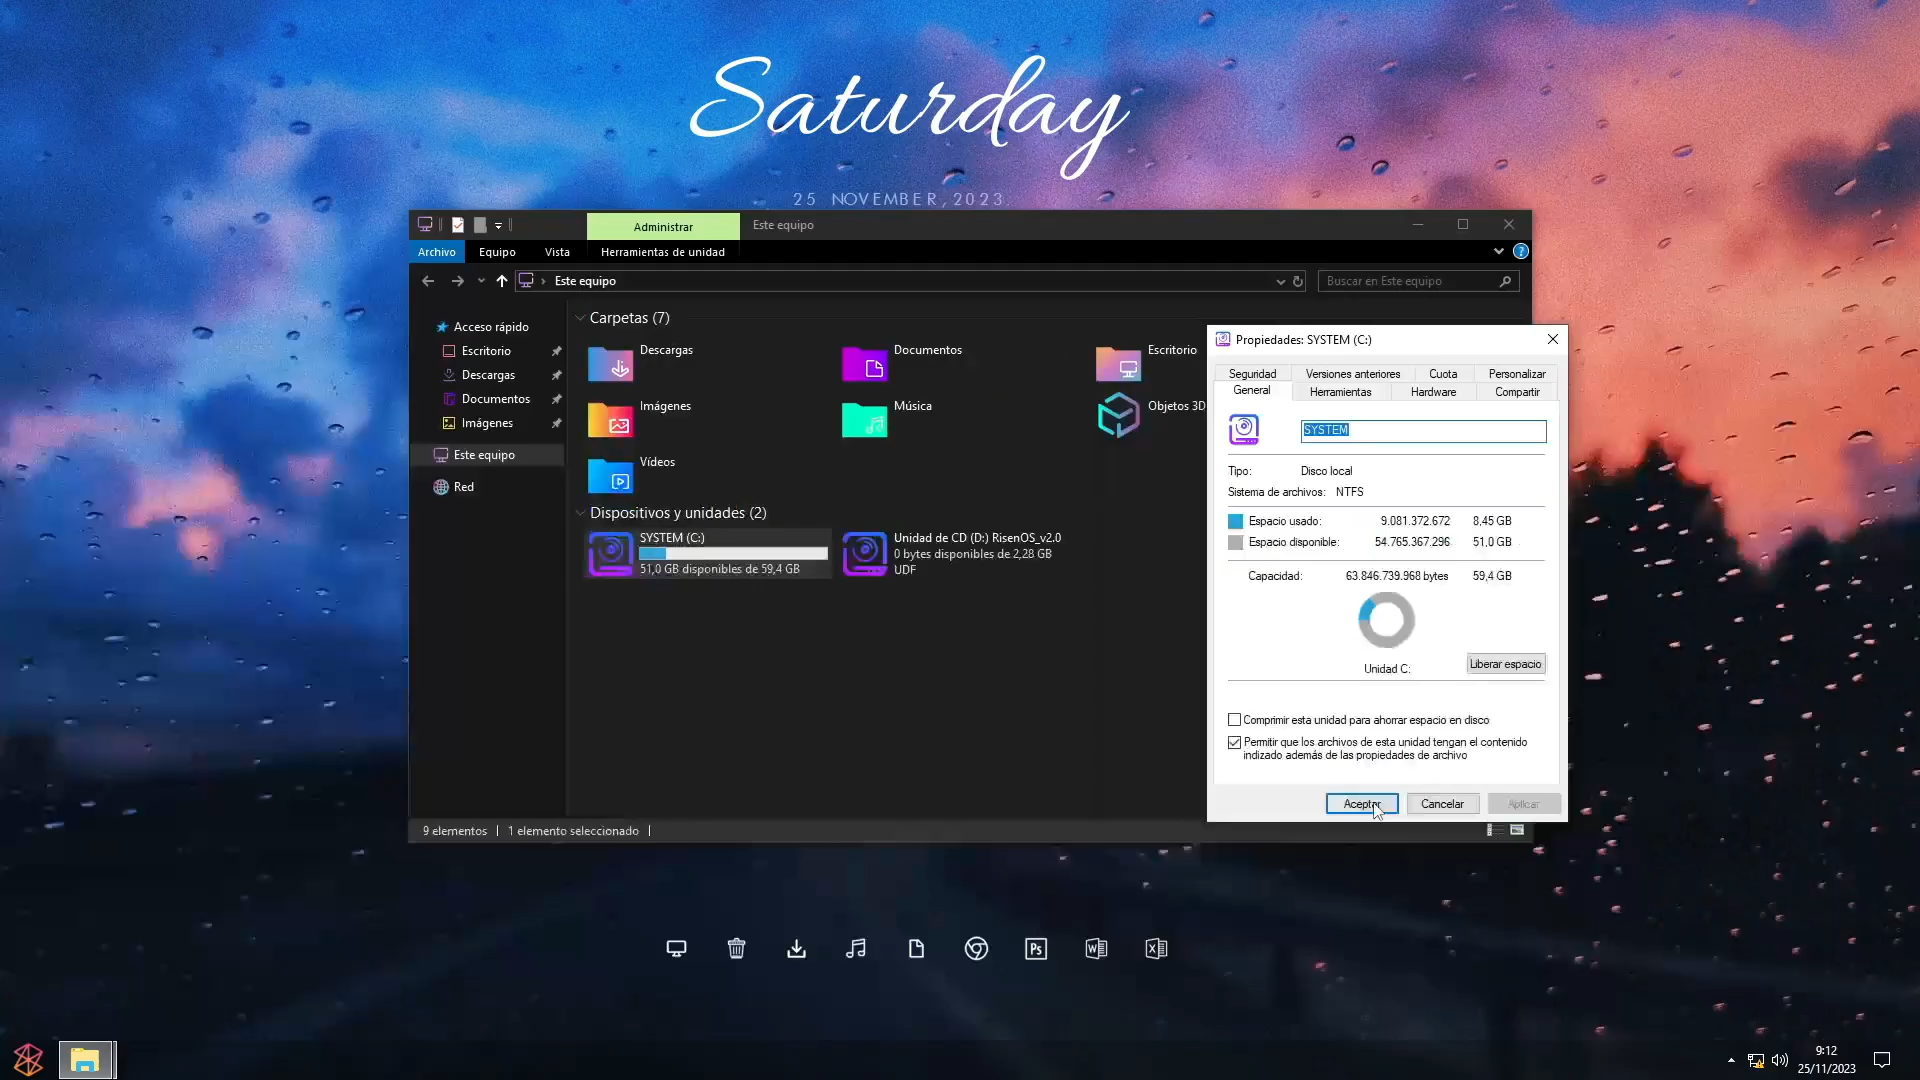 Saturday
25 NOVEMBER, 2023.
Administrar
Este equipo
Archivo
Equipo
Vista
Herramientas de unidad
Este equipo
Buscar en Este equipo
Acceso rápido
Escritorio
Descargas
Documentos
Imágenes
Este equipo
Red
Carpetas (7)
Descargas
Documentos
Escritorio
Imágenes
Música
Objetos 3D
Vídeos
Dispositivos y unidades (2)
SYSTEM (C:)
51,0 GB disponibles de 59,4 GB
Unidad de CD (D:) RisenOS_v2.0
0 bytes disponibles de 2,28 GB
UDF
9 elementos
1 elemento seleccionado
Propiedades: SYSTEM (C:)
Seguridad
Versiones anteriores
Cuota
Personalizar
General
Herramientas
Hardware
Compartir
SYSTEM
Tipo: Disco local
Sistema de archivos: NTFS
Espacio usado: 9.081.372.672 8,45 GB
Espacio disponible: 54.765.367.296 51,0 GB
Capacidad: 63.846.739.968 bytes 59,4 GB
Unidad C:
Liberar espacio
Comprimir esta unidad para ahorrar espacio en disco
Permitir que los archivos de esta unidad tengan el contenido
indizado además de las propiedades de archivo
Aceptar
Cancelar
Aplicar
Ps
W
X
9:12
25/11/2023